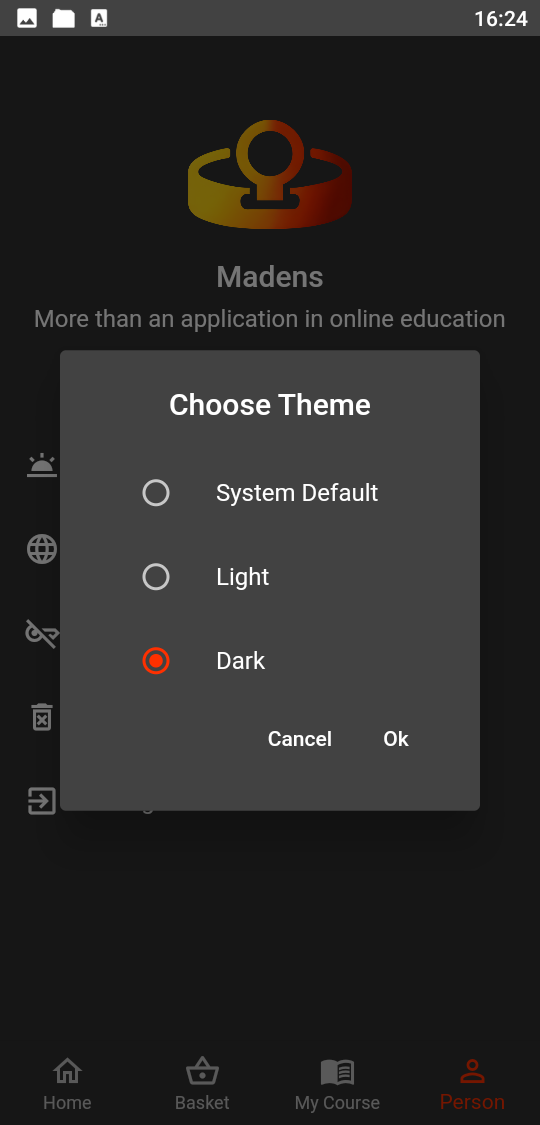 16:24
Madens
More than an application in online education
Choose Theme
System Default
Light
Dark
Cancel Ok
Home Basket My Course Person